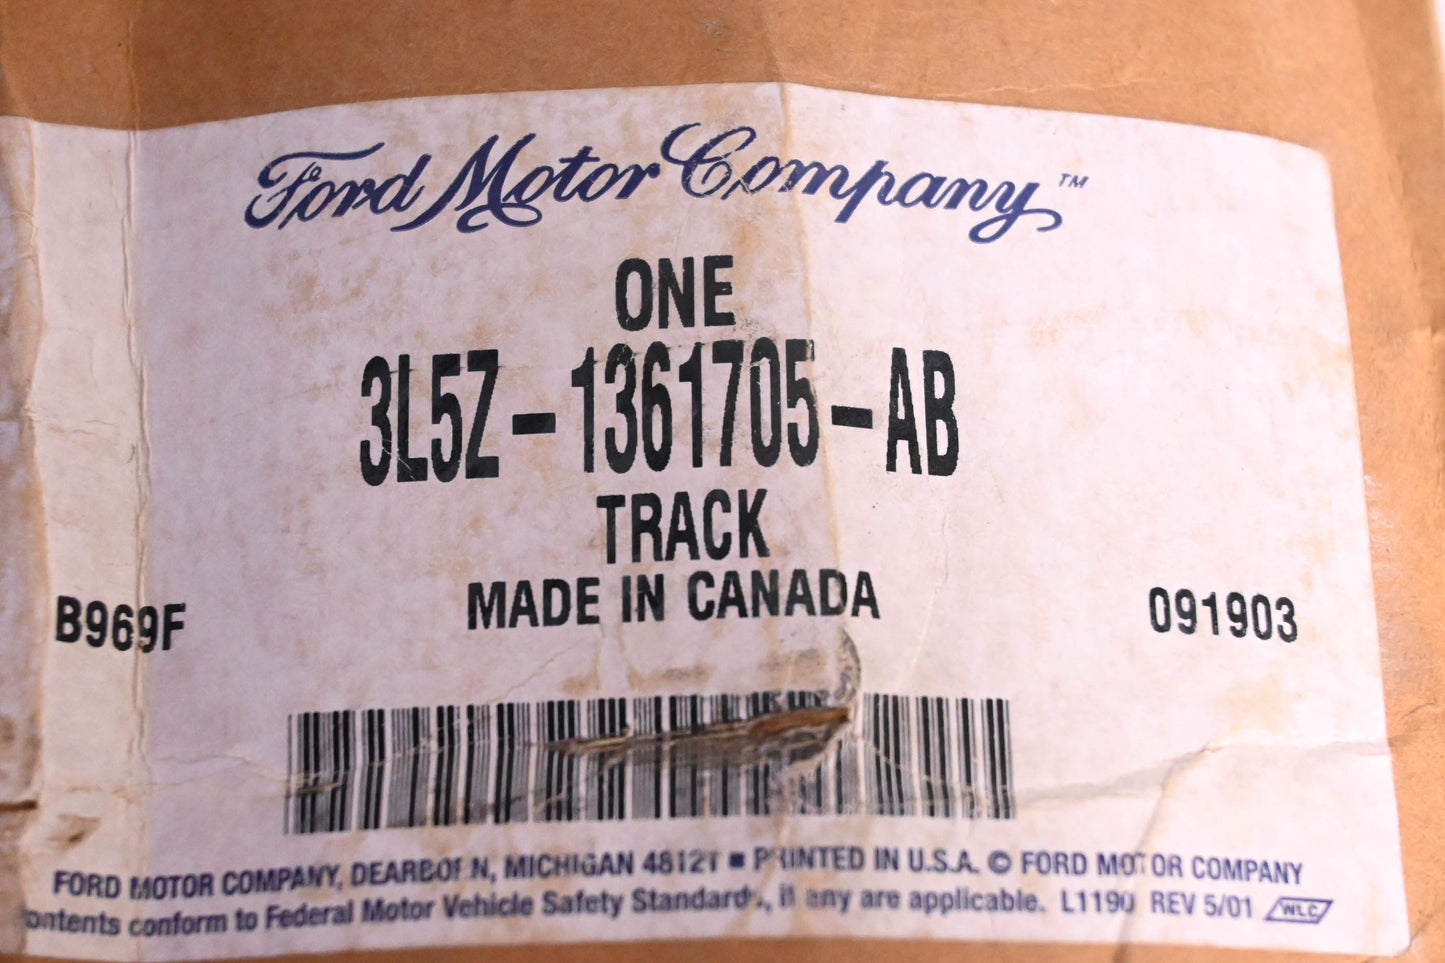 Ford Motor Company™
ONE
3L5Z-1361705-AB
TRACK
MADE IN CANADA
B969F
091903
FORD MOTOR COMPANY, DEARBORN, MICHIGAN 48121 ■ PRINTED IN U.S.A. © FORD MOTOR COMPANY
ontents conform to Federal Motor Vehicle Safety Standards, if any are applicable. L1190 REV 5/01 WLC